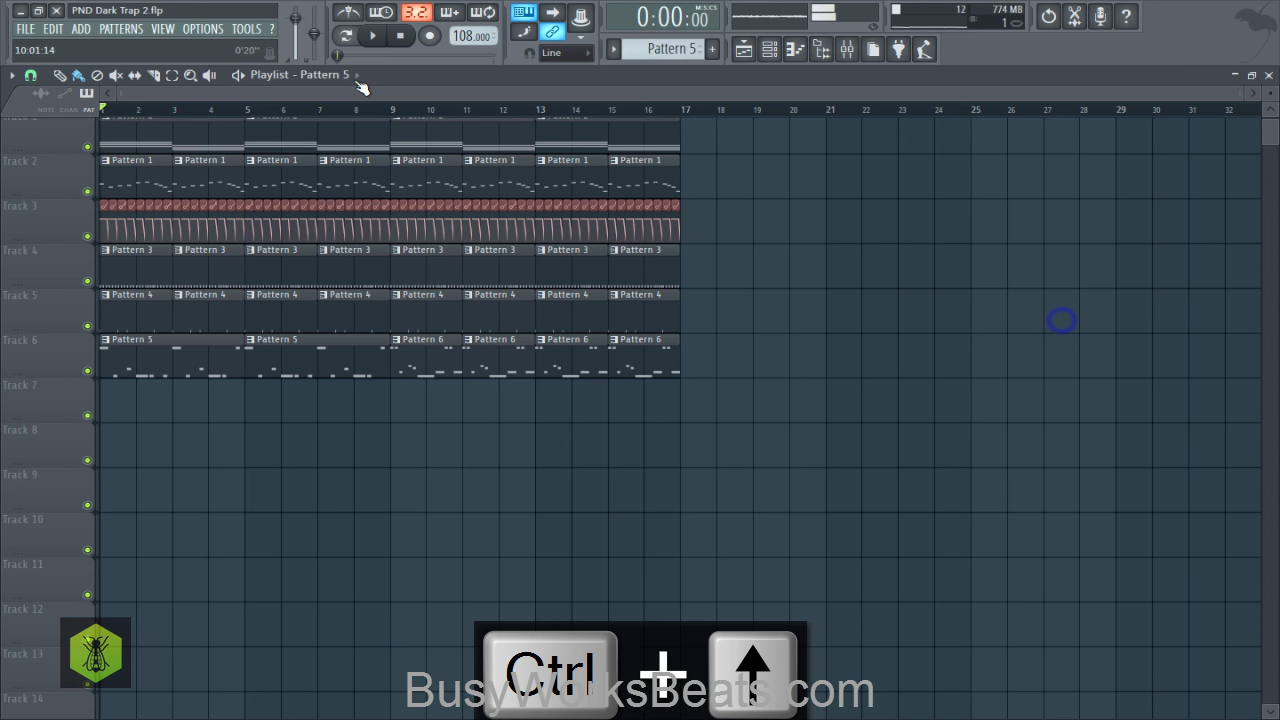 PND Dark Trap 2.flp
FILE EDIT ADD PATTERNS VIEW OPTIONS TOOLS ?
10:01:14 0'20"
3.2.
108.000
Line
0:00:00
M:S:CS
Pattern 5 +
12 774 MB
1
Playlist - Pattern 5
NOTE CHAN PAT
1 2 3 4 5 6 7 8 9 10 11 12 13 14 15 16 17 18 19 20 21 22 23 24 25 26 27 28 29 30 31 32
Track 2 Pattern 1 Pattern 1 Pattern 1 Pattern 1 Pattern 1 Pattern 1 Pattern 1 Pattern 1
Track 3
Track 4 Pattern 3 Pattern 3 Pattern 3 Pattern 3 Pattern 3 Pattern 3 Pattern 3 Pattern 3
Track 5 Pattern 4 Pattern 4 Pattern 4 Pattern 4 Pattern 4 Pattern 4 Pattern 4 Pattern 4
Track 6 Pattern 5 Pattern 5 Pattern 6 Pattern 6 Pattern 6 Pattern 6
Track 7
Track 8
Track 9
Track 10
Track 11
Track 12
Track 13
Track 14
Ctrl +
BusyWorksBeats.com